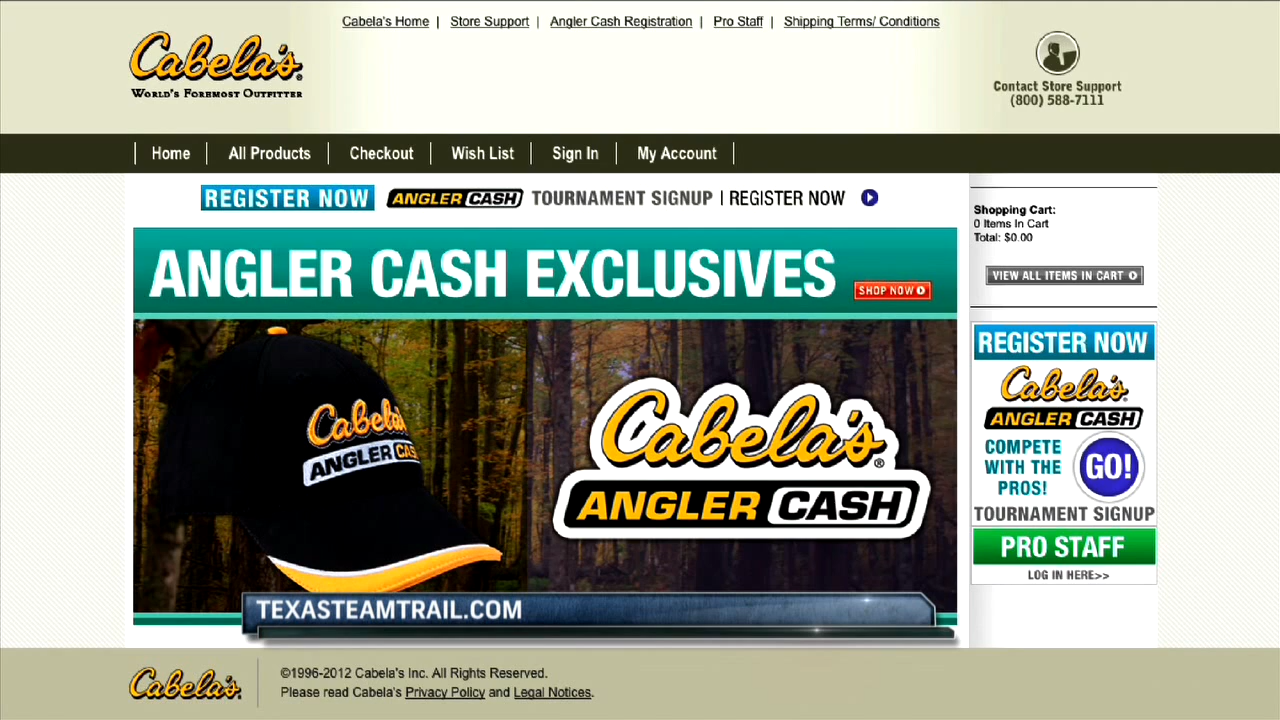 Cabela's Home | Store Support | Angler Cash Registration | Pro Staff | Shipping Terms/ Conditions
Cabela's®
WORLD'S FOREMOST OUTFITTER
Contact Store Support
(800) 588-7111
Home | All Products | Checkout | Wish List | Sign In | My Account
REGISTER NOW ANGLER CASH TOURNAMENT SIGNUP | REGISTER NOW
ANGLER CASH EXCLUSIVES SHOP NOW
Shopping Cart:
0 Items In Cart
Total: $0.00
VIEW ALL ITEMS IN CART
Cabela's
ANGLER CAS
Cabela's®
ANGLER CASH
REGISTER NOW
Cabela's
ANGLER CASH
COMPETE
WITH THE
PROS!
GO!
TOURNAMENT SIGNUP
PRO STAFF
LOG IN HERE>>
TEXASTEAMTRAIL.COM
Cabela's
©1996-2012 Cabela's Inc. All Rights Reserved.
Please read Cabela's Privacy Policy and Legal Notices.